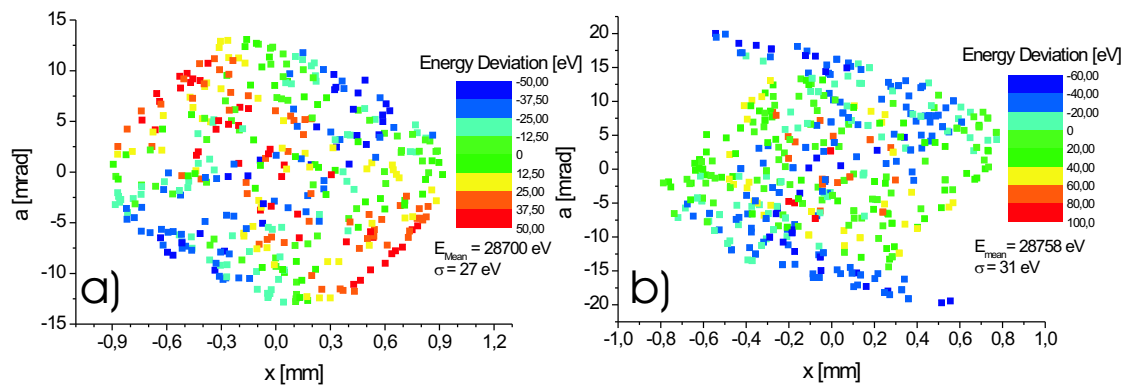 15
10
5
0
-5
-10
-15
a [mrad]
-0,9 -0,6 -0,3 0,0 0,3 0,6 0,9 1,2
x [mm]
Energy Deviation [eV]
-50,00
-37,50
-25,00
-12,50
0
12,50
25,00
37,50
50,00
E_Mean = 28700 eV
σ = 27 eV
a)
20
15
10
5
0
-5
-10
-15
-20
a [mrad]
-1,0 -0,8 -0,6 -0,4 -0,2 0,0 0,2 0,4 0,6 0,8 1,0
x [mm]
Energy Deviation [eV]
-60,00
-40,00
-20,00
0
20,00
40,00
60,00
80,00
100,0
E_mean = 28758 eV
σ = 31 eV
b)